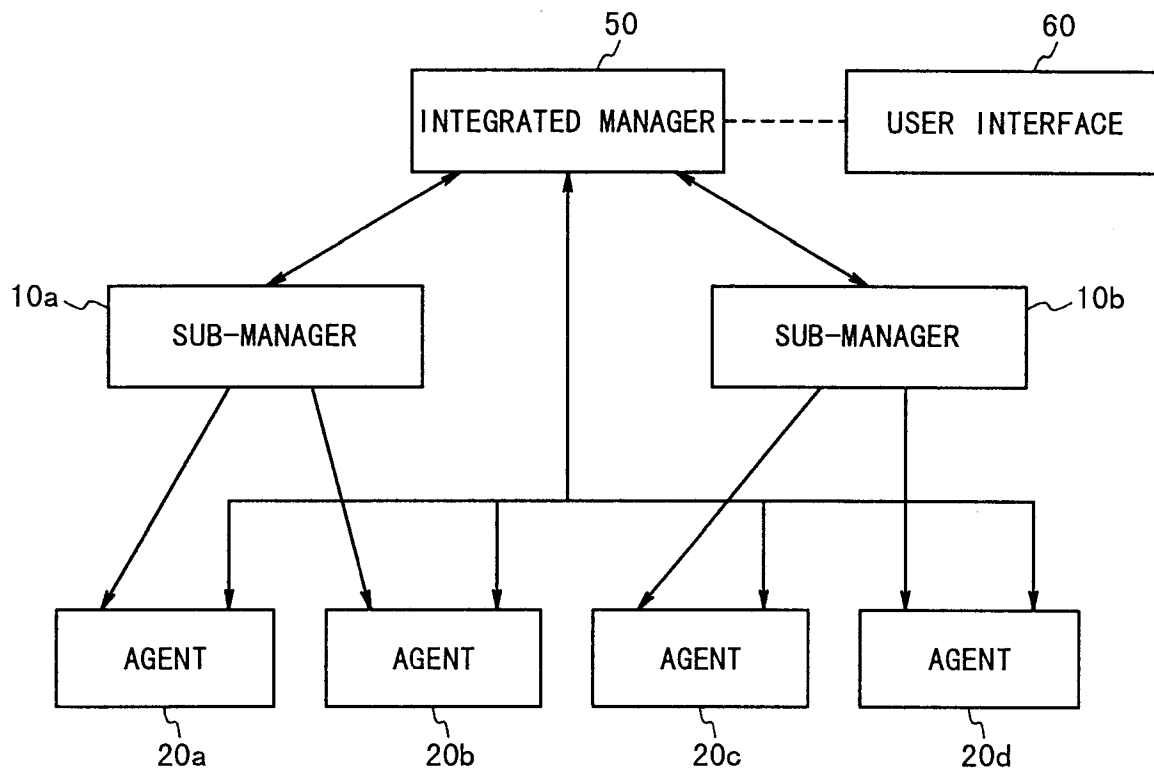 50
60
INTEGRATED MANAGER
USER INTERFACE
10a
10b
SUB-MANAGER
SUB-MANAGER
AGENT
AGENT
AGENT
AGENT
20a
20b
20c
20d